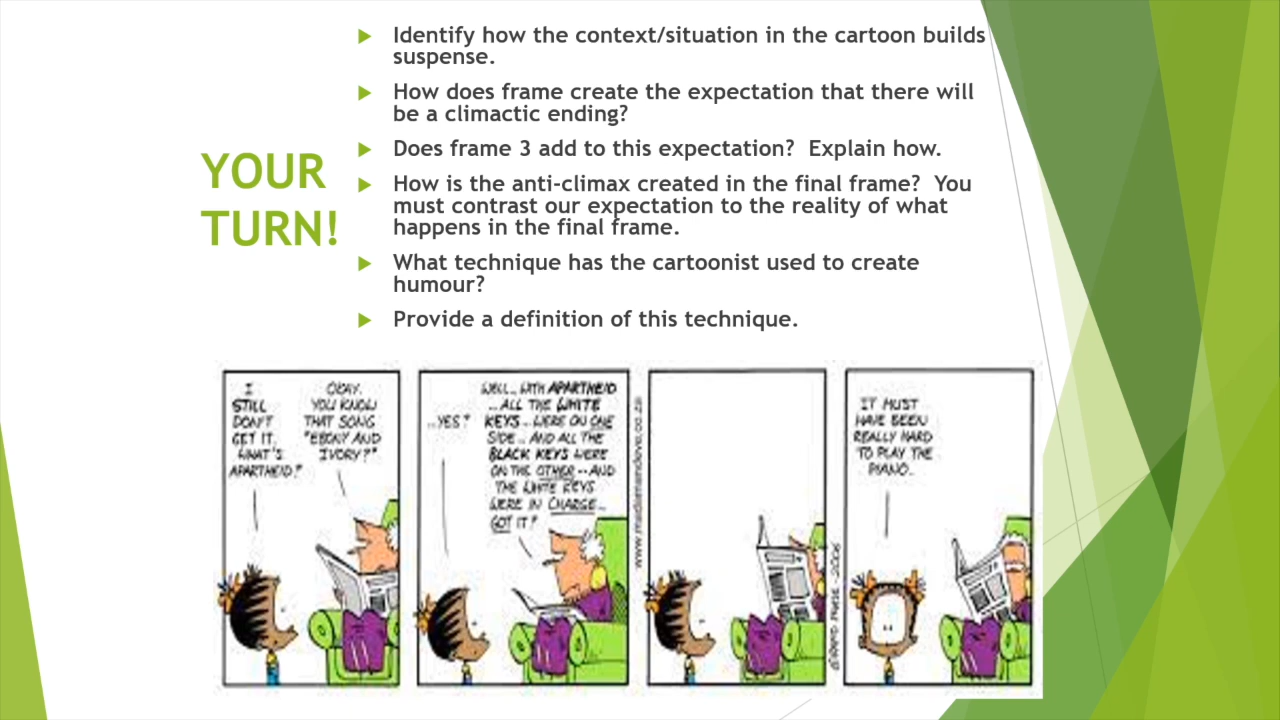 YOUR
TURN!
Identify how the context/situation in the cartoon builds
suspense.
How does frame create the expectation that there will
be a climactic ending?
Does frame 3 add to this expectation?  Explain how.
How is the anti-climax created in the final frame?  You
must contrast our expectation to the reality of what
happens in the final frame.
What technique has the cartoonist used to create
humour?
Provide a definition of this technique.
I
STILL
DON'T
GET IT.
WHAT'S
APARTHEID?
OKAY.
YOU KNOW
THAT SONG
"EBONY AND
IVORY?"
..YES?
WELL.. WITH APARTHEID
..ALL THE WHITE
KEYS.. WERE ON ONE
SIDE.. AND ALL THE
BLACK KEYS WERE
ON THE OTHER --AND
THE WHITE KEYS
WERE IN CHARGE..
GOT IT?
www.madamandeve.co.za
IT MUST
HAVE BEEN
REALLY HARD
TO PLAY THE
PIANO..